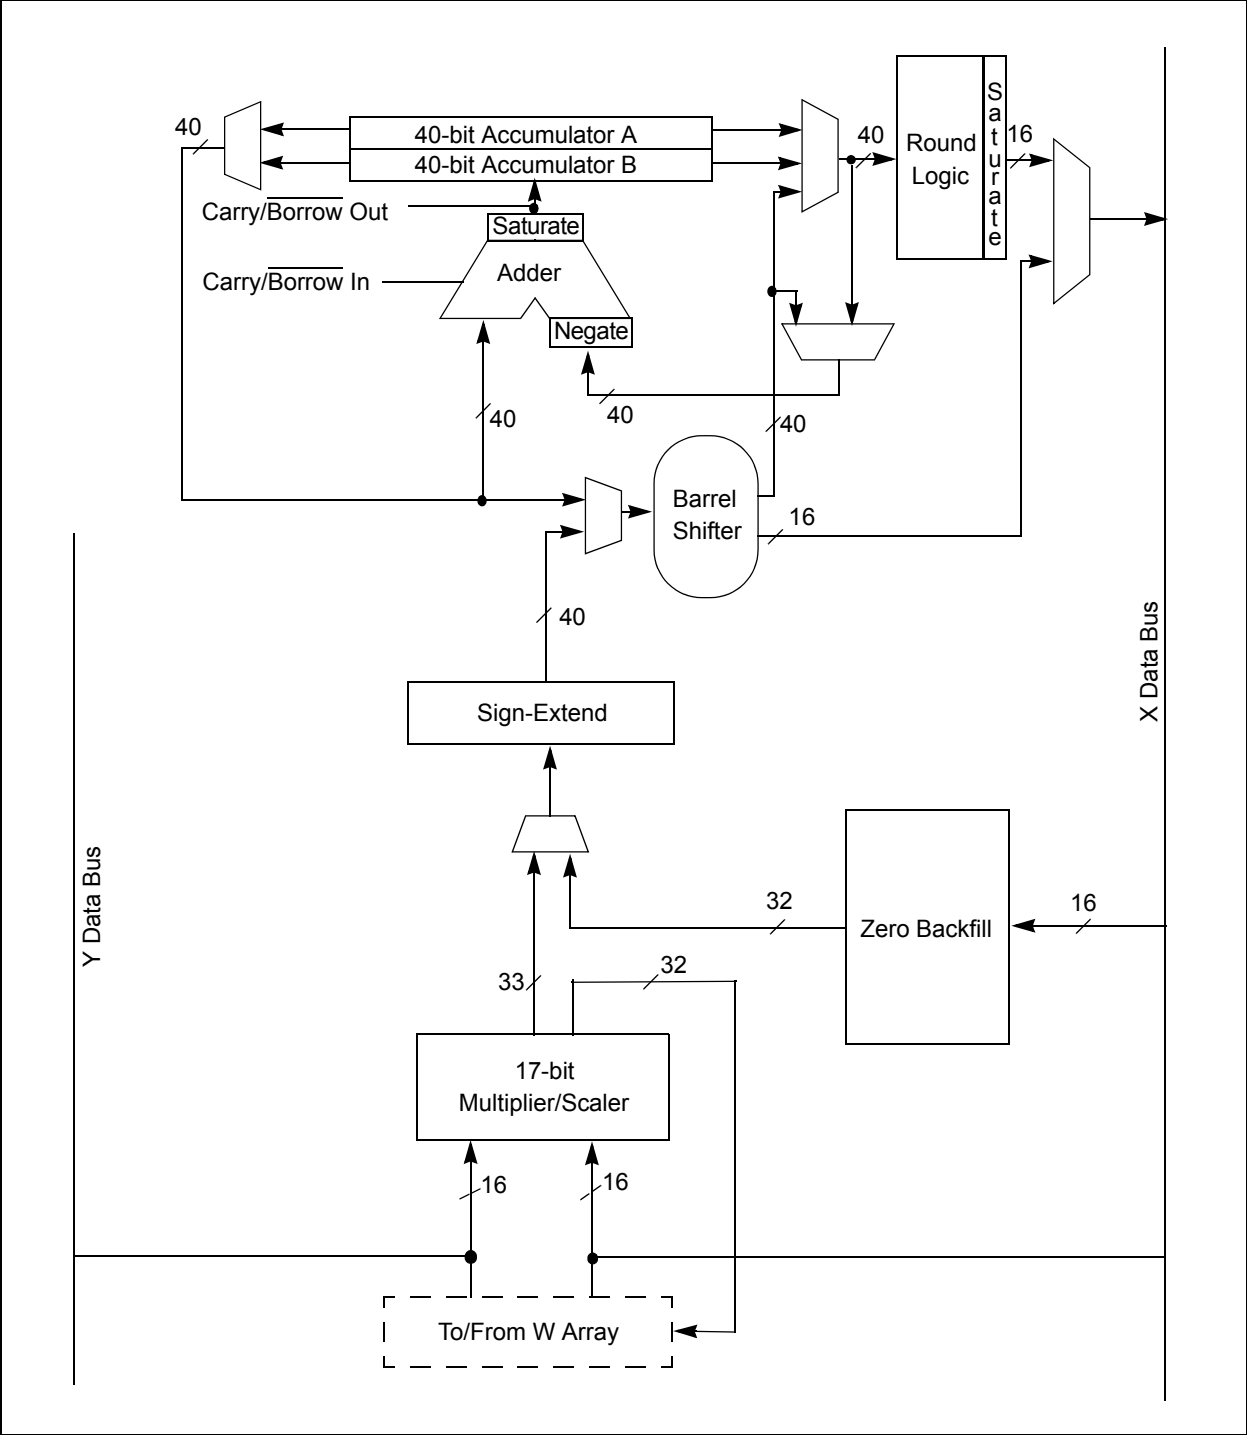 40
40-bit Accumulator A
40-bit Accumulator B
40
Round
Logic
Saturate
16
Carry/Borrow Out
Saturate
Carry/Borrow In
Adder
Negate
40
40
40
Barrel
Shifter
16
40
Sign-Extend
X Data Bus
Y Data Bus
32
Zero Backfill
16
33
32
17-bit
Multiplier/Scaler
16
16
To/From W Array